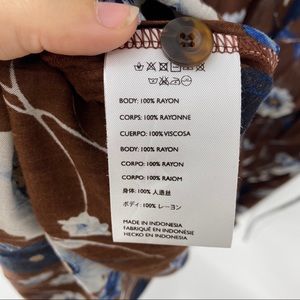 BODY: 100% RAYON
CORPS: 100% RAYONNE
CUERPO: 100% VISCOSA
BODY: 100% RAYON
CORPO: 100% RAYON
CORPO: 100% RAIOM
身体: 100% 人造丝
ボディ: 100% レーヨン
MADE IN INDONESIA
FABRIQUÉ EN INDONÉSIE
HECHO EN INDONESIA